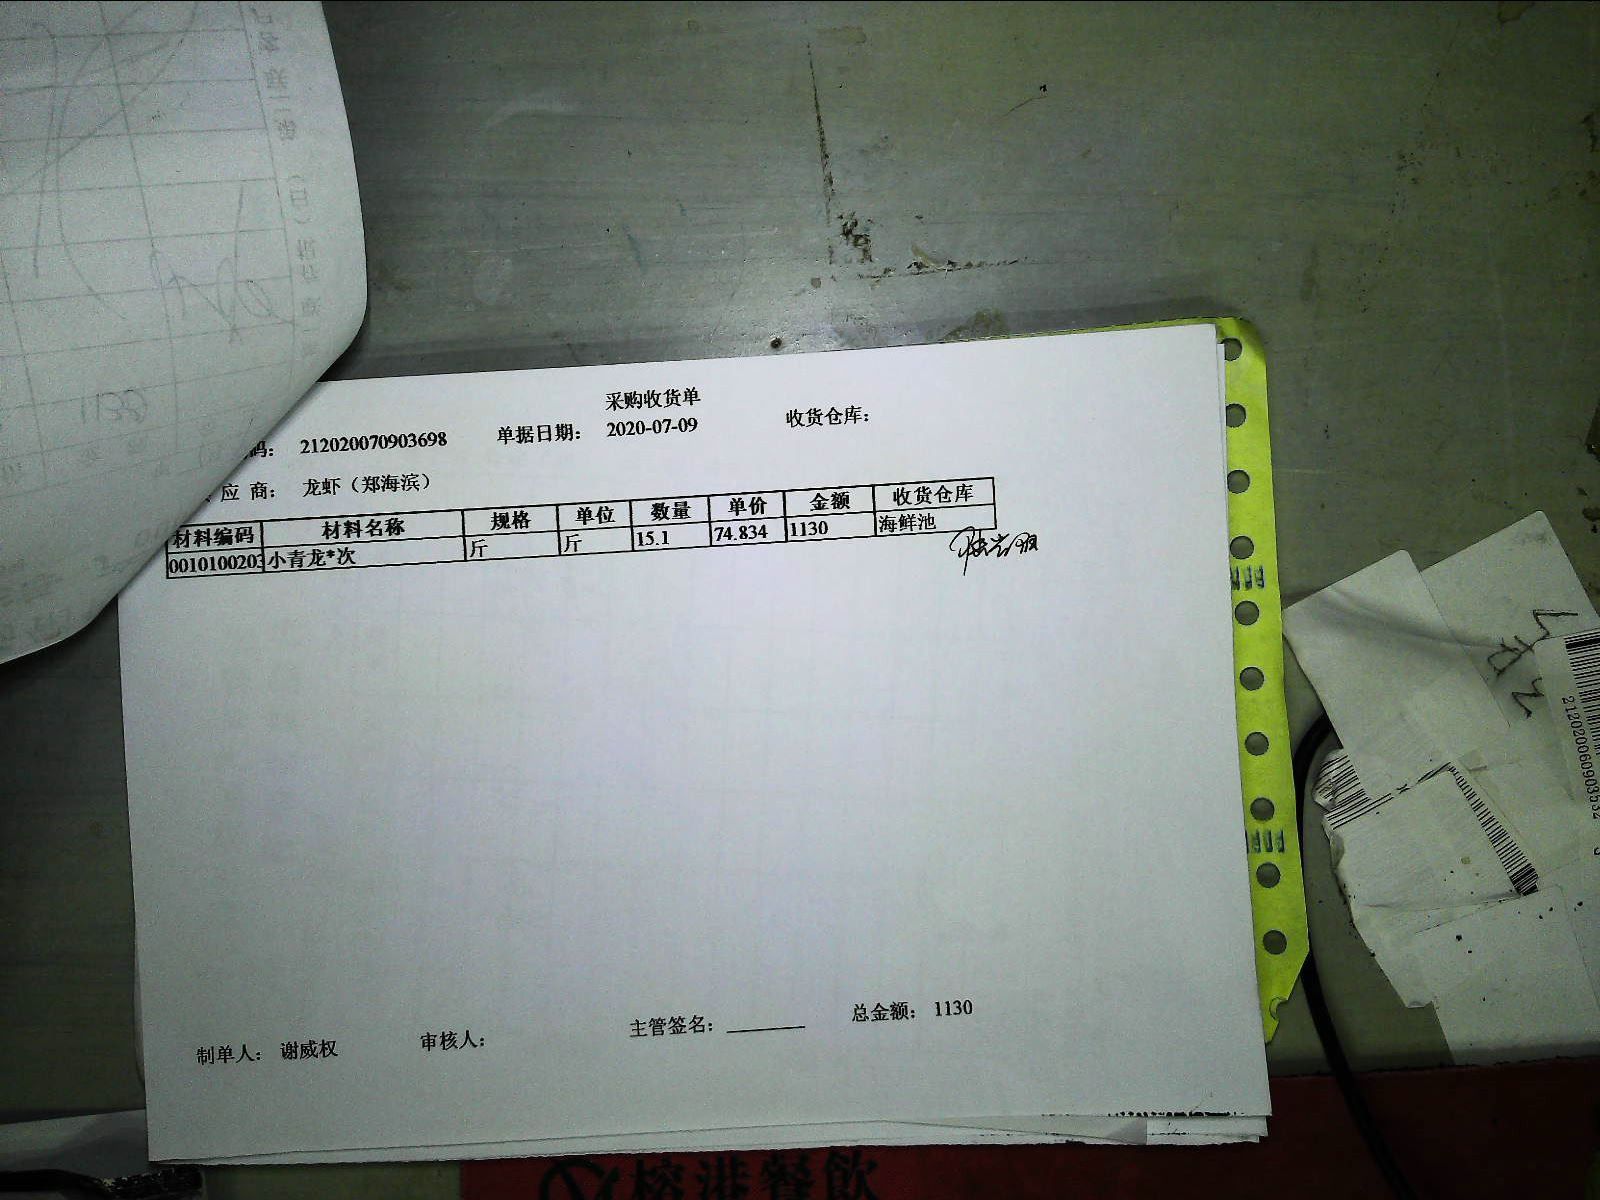 采购收货单
码： 212020070903698 单据日期： 2020-07-09 收货仓库：
应 商： 龙虾（郑海滨）
材料编码 材料名称 规格 单位 数量 单价 金额 收货仓库
0010100203 小青龙*次 斤 斤 15.1 74.834 1130 海鲜池
制单人： 谢威权 审核人： 主管签名： 总金额： 1130
212020060903532
港餐飲